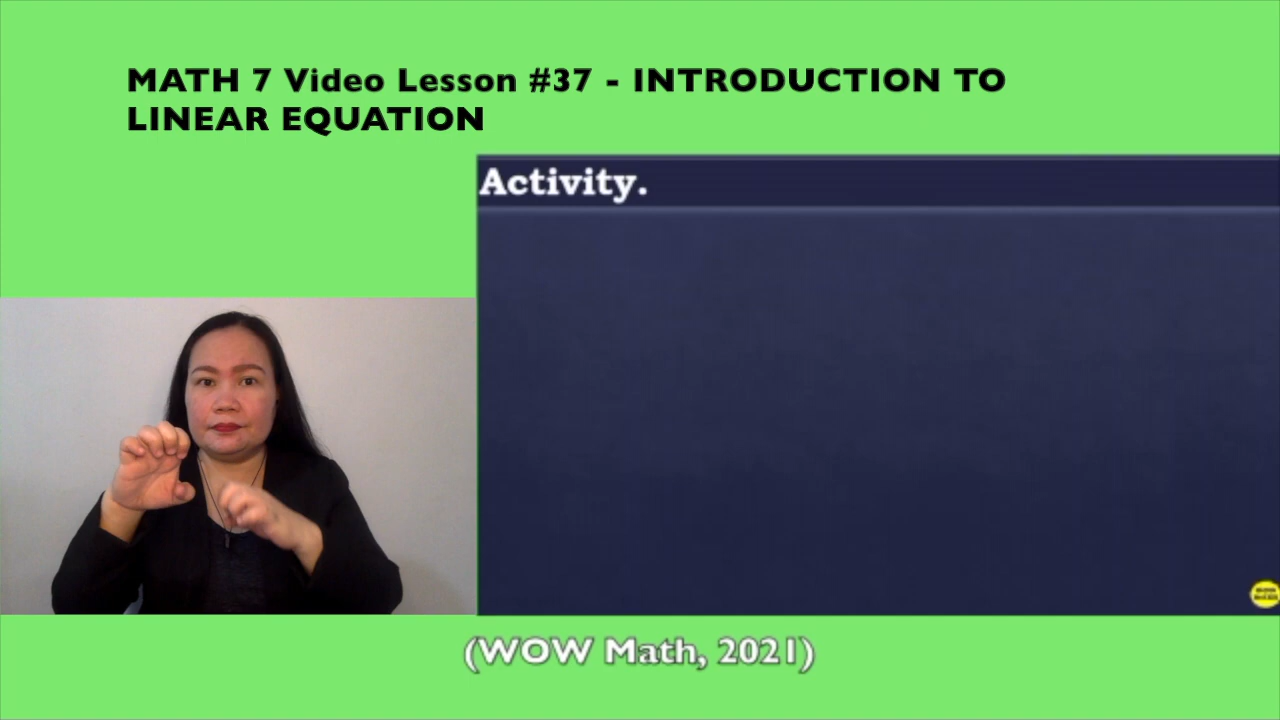 MATH 7 Video Lesson #37 - INTRODUCTION TO
LINEAR EQUATION
Activity.
(WOW Math, 2021)